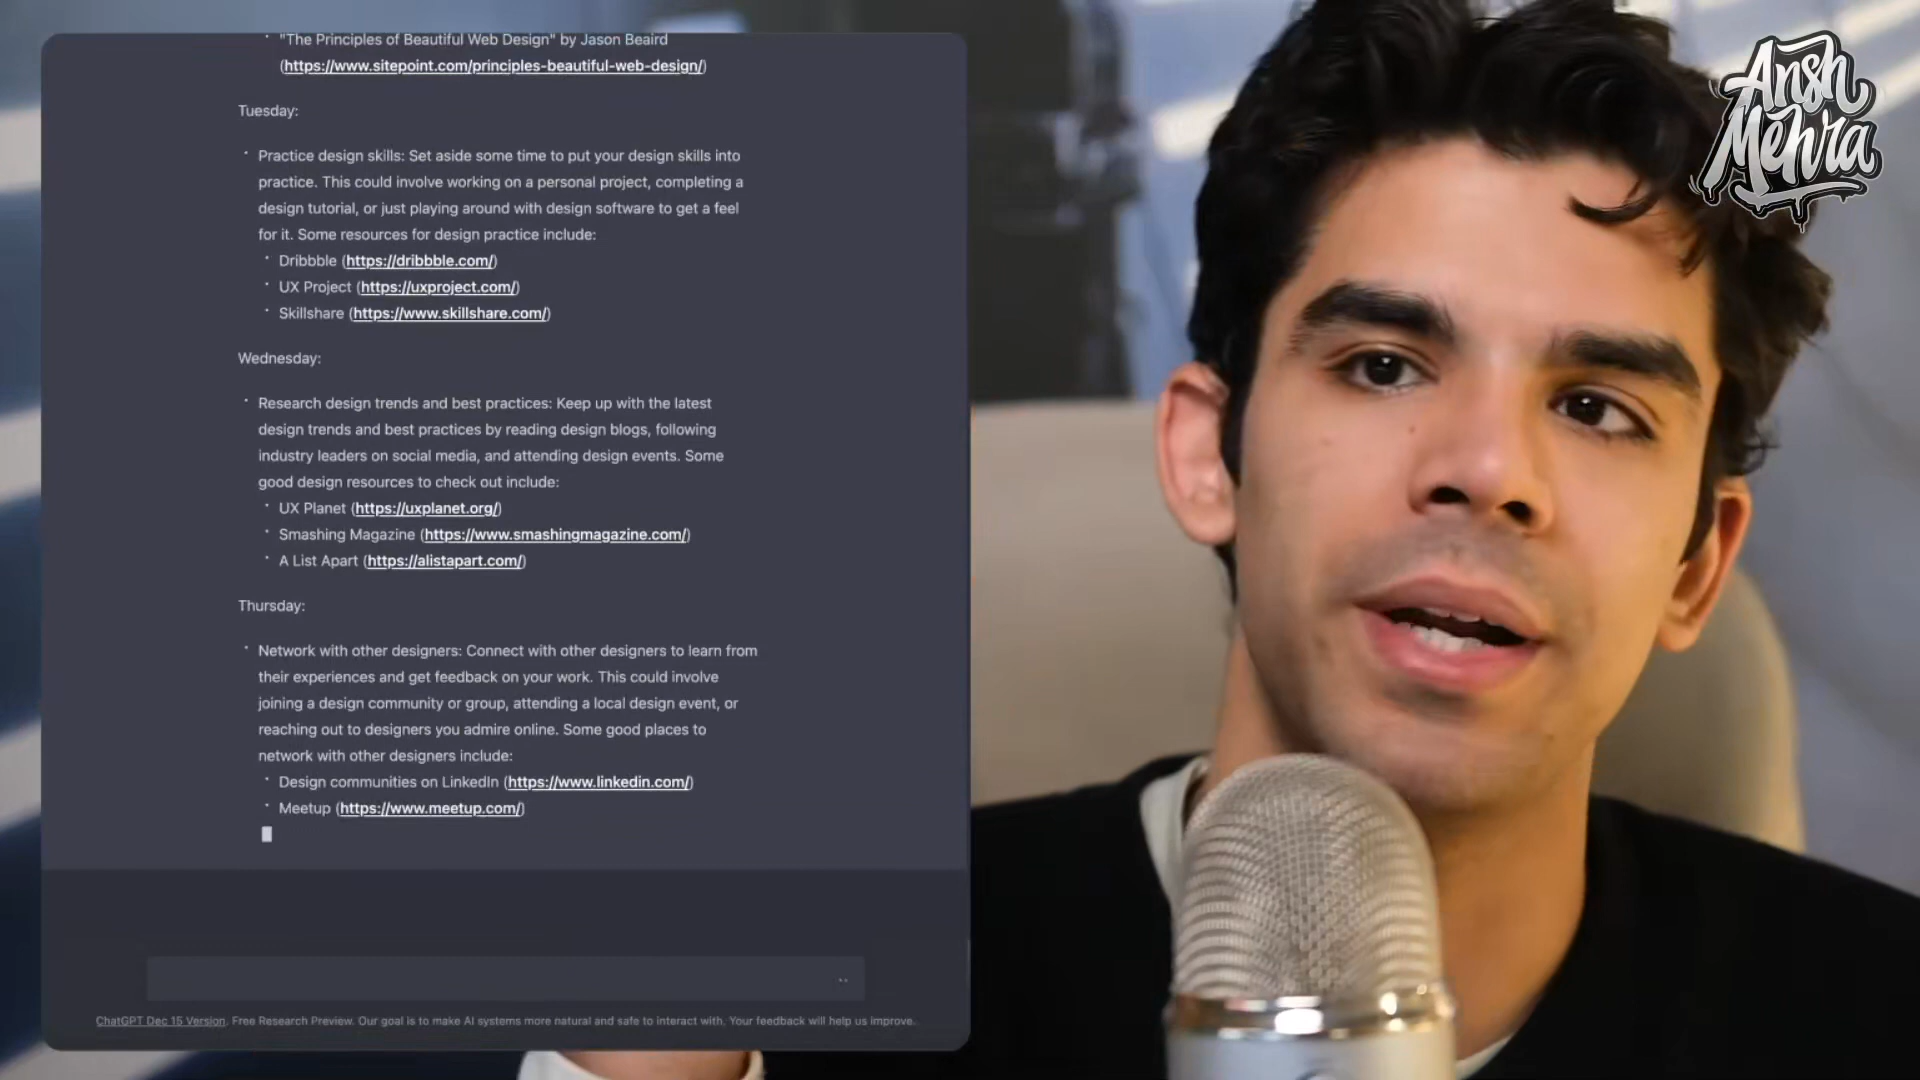 "The Principles of Beautiful Web Design" by Jason Beaird
(https://www.sitepoint.com/principles-beautiful-web-design/)
Tuesday:
Practice design skills: Set aside some time to put your design skills into
practice. This could involve working on a personal project, completing a
design tutorial, or just playing around with design software to get a feel
for it. Some resources for design practice include:
Dribbble (https://dribbble.com/)
UX Project (https://uxproject.com/)
Skillshare (https://www.skillshare.com/)
Wednesday:
Research design trends and best practices: Keep up with the latest
design trends and best practices by reading design blogs, following
industry leaders on social media, and attending design events. Some
good design resources to check out include:
UX Planet (https://uxplanet.org/)
Smashing Magazine (https://www.smashingmagazine.com/)
A List Apart (https://alistapart.com/)
Thursday:
Network with other designers: Connect with other designers to learn from
their experiences and get feedback on your work. This could involve
joining a design community or group, attending a local design event, or
reaching out to designers you admire online. Some good places to
network with other designers include:
Design communities on LinkedIn (https://www.linkedin.com/)
Meetup (https://www.meetup.com/)
ChatGPT Dec 15 Version. Free Research Preview. Our goal is to make AI systems more natural and safe to interact with. Your feedback will help us improve.
Ansh
Mehra